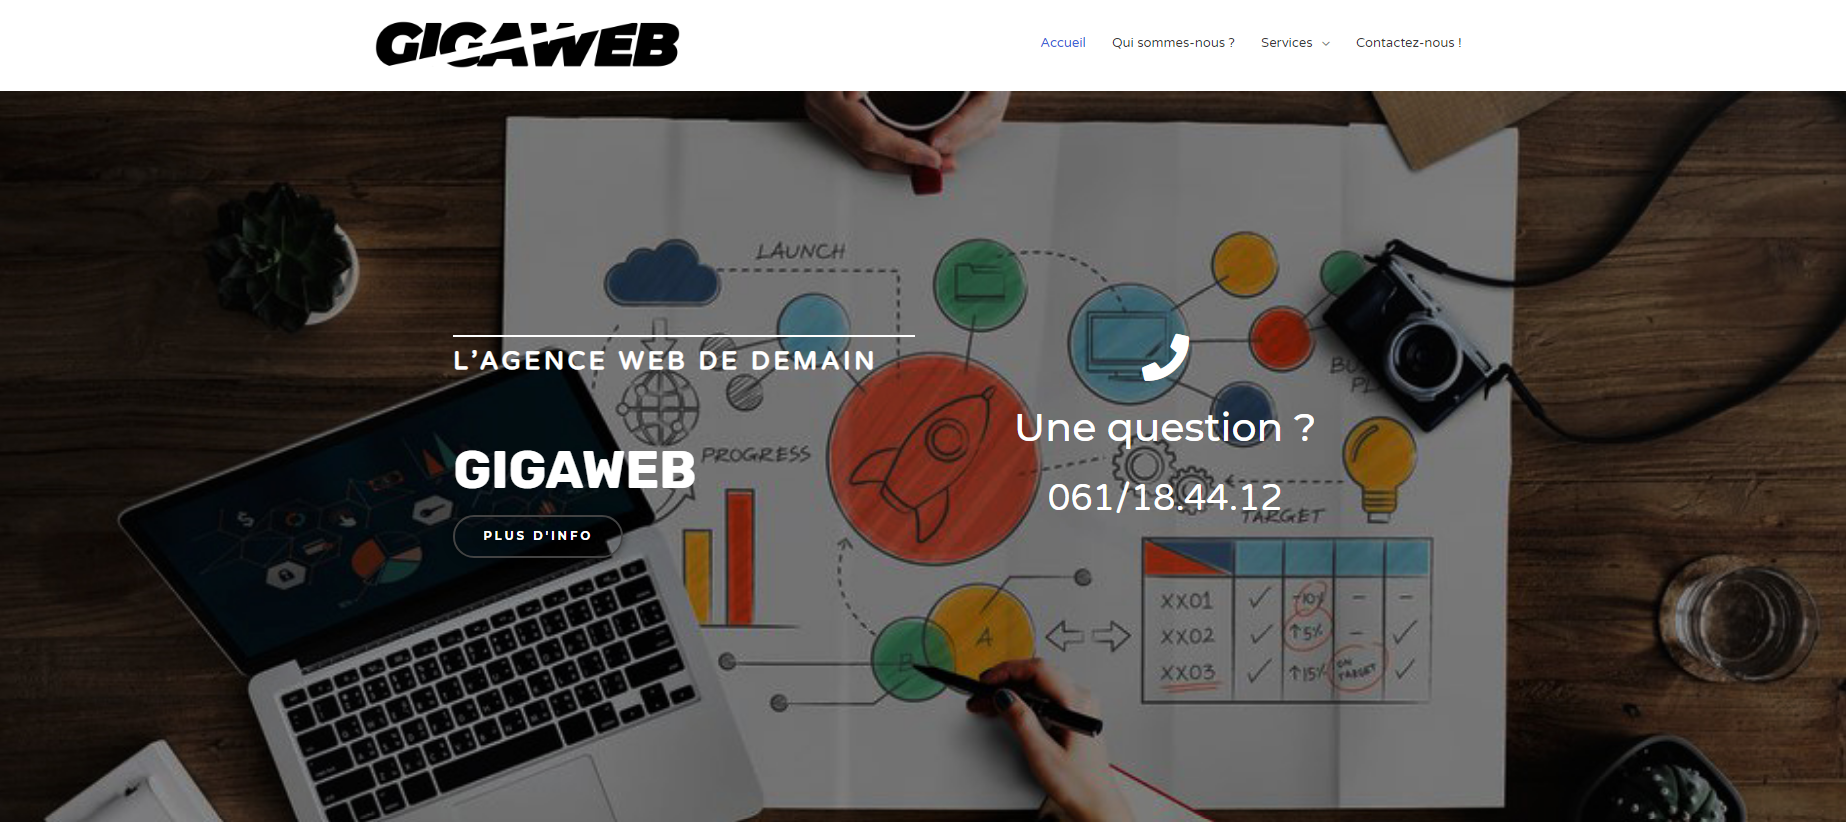 GIGAWEB
Accueil
Qui sommes-nous ?
Services
Contactez-nous !
LAUNCH
L'AGENCE WEB DE DEMAIN
Une question ?
PROGRESS
GIGAWEB
061/18.44.12
TARGET
PLUS D'INFO
XX01
-10%
XX02
↑5%
XX03
↑15%
ON
TARGET
A
B
$